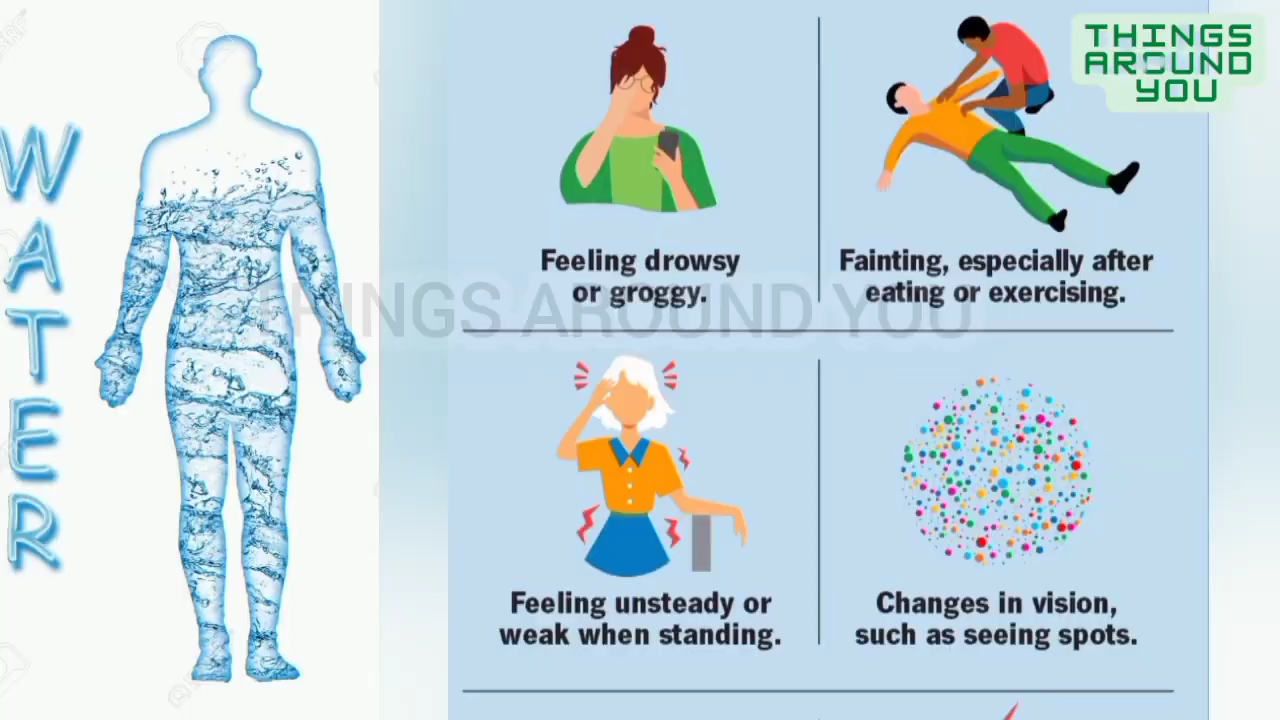 WATER
THINGS
AROUND
YOU
Feeling drowsy
or groggy.
Fainting, especially after
eating or exercising.
THINGS AROUND YOU
Feeling unsteady or
weak when standing.
Changes in vision,
such as seeing spots.